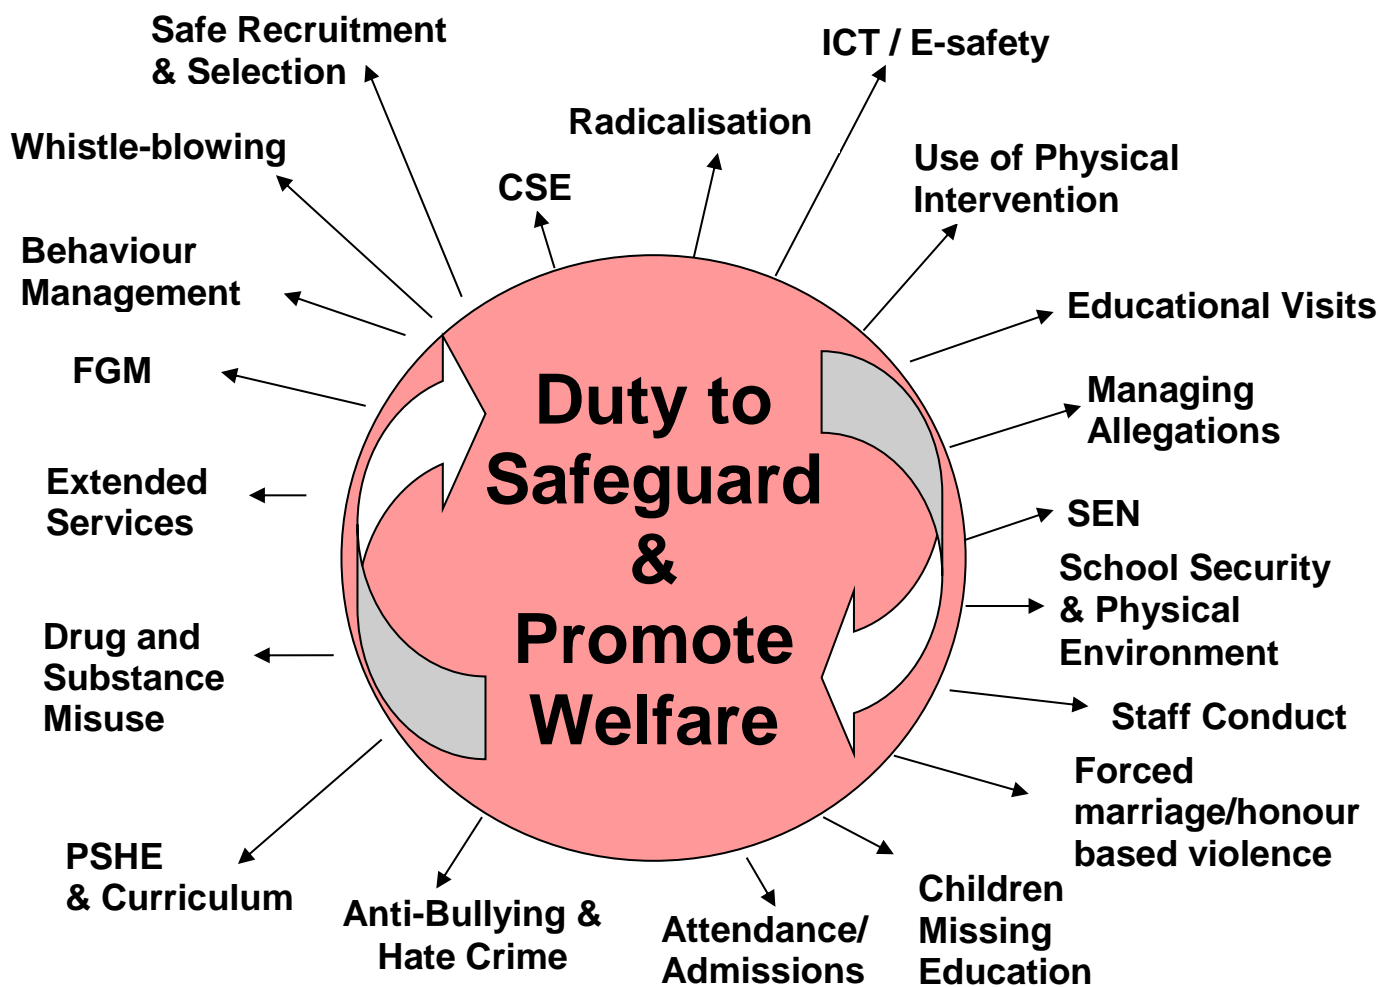 Safe Recruitment
& Selection
ICT / E-safety
Radicalisation
Whistle-blowing
CSE
Use of Physical
Intervention
Behaviour
Management
Educational Visits
FGM
Managing
Allegations
Duty to
Safeguard
&
Promote
Welfare
Extended
Services
SEN
School Security
& Physical
Environment
Drug and
Substance
Misuse
Staff Conduct
Forced
marriage/honour
based violence
PSHE
& Curriculum
Anti-Bullying &
Hate Crime
Attendance/
Admissions
Children
Missing
Education